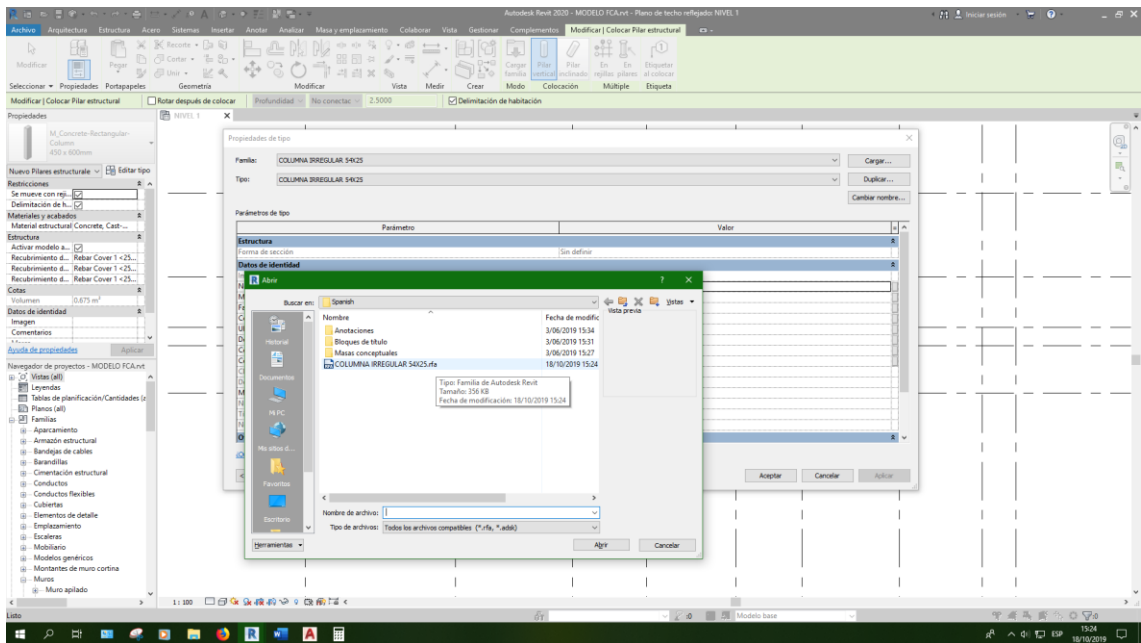 Autodesk Revit 2020 - MODELO FCA.rvt - Plano de techo reflejado: NIVEL 1
Iniciar sesión
Archivo Arquitectura Estructura Acero Sistemas Insertar Anotar Analizar Masa y emplazamiento Colaborar Vista Gestionar Complementos Modificar | Colocar Pilar estructural
Modificar Pegar Recorte Cortar Unir Cargar familia Pilar vertical Pilar inclinado En rejillas En pilares Etiquetar al colocar
Seleccionar Propiedades Portapapeles Geometría Modificar Vista Medir Crear Modo Colocación Múltiple Etiqueta
Modificar | Colocar Pilar estructural Rotar después de colocar Profundidad No conectac 2.5000 Delimitación de habitación
Propiedades
NIVEL 1
M_Concrete-Rectangular-Column
450 x 600mm
Nuevo Pilares estructurale Editar tipo
Restricciones
Se mueve con reji...
Delimitación de h...
Materiales y acabados
Material estructural Concrete, Cast-...
Estructura
Activar modelo a...
Recubrimiento d... Rebar Cover 1 <25...
Recubrimiento d... Rebar Cover 1 <25...
Recubrimiento d... Rebar Cover 1 <25...
Cotas
Volumen 0.675 m³
Datos de identidad
Imagen
Comentarios
Ayuda de propiedades Aplicar
Navegador de proyectos - MODELO FCA.rvt
Vistas (all)
Leyendas
Tablas de planificación/Cantidades (a
Planos (all)
Familias
Aparcamiento
Armazón estructural
Bandejas de cables
Barandillas
Cimentación estructural
Conductos
Conductos flexibles
Cubiertas
Elementos de detalle
Emplazamiento
Escaleras
Mobiliario
Modelos genéricos
Montantes de muro cortina
Muros
Muro apilado
Propiedades de tipo
Familia: COLUMNA IRREGULAR 54X25 Cargar...
Tipo: COLUMNA IRREGULAR 54X25 Duplicar...
Cambiar nombre...
Parámetros de tipo
Parámetro Valor
Estructura
Forma de sección Sin definir
Datos de identidad
Abrir
Buscar en: Spanish Vistas
Vista previa
Nombre Fecha de modific
Anotaciones 3/06/2019 15:34
Bloques de título 3/06/2019 15:31
Masas conceptuales 3/06/2019 15:27
COLUMNA IRREGULAR 54X25.rfa 18/10/2019 15:24
Tipo: Familia de Autodesk Revit
Tamaño: 356 KB
Fecha de modificación: 18/10/2019 15:24
Historial
Documentos
Mi PC
Mis sitios d...
Favoritos
Escritorio
Nombre de archivo:
Tipo de archivos: Todos los archivos compatibles (*.rfa, *.adsk)
Herramientas Abrir Cancelar
Aceptar Cancelar Aplicar
1 : 100
Listo
:0 Modelo base
:0
ESP
15:24
18/10/2019